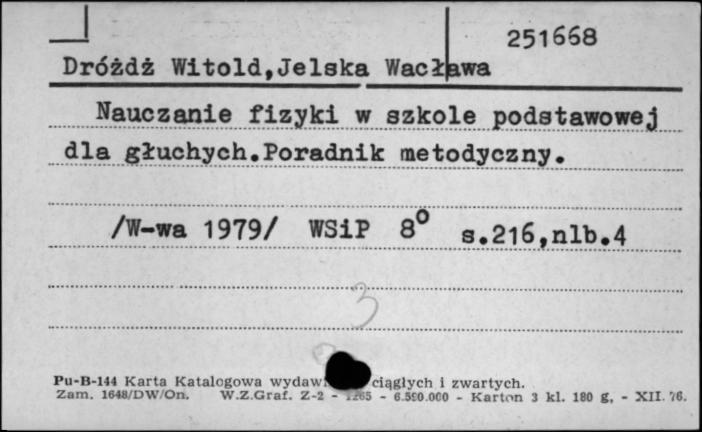 251668
Dróżdż Witold,Jelska Wacława
Nauczanie fizyki w szkole podstawowej
dla głuchych.Poradnik metodyczny.
/W-wa 1979/ WSiP 8° s.216,nlb.4
3
Pu-B-144 Karta Katalogowa ciągłych i zwartych.
Zam. 1648/DW/On. W.Z.Graf. Z-2 - - 6.550.000 - Karton 3 kl. 180 g. - XII. 76.